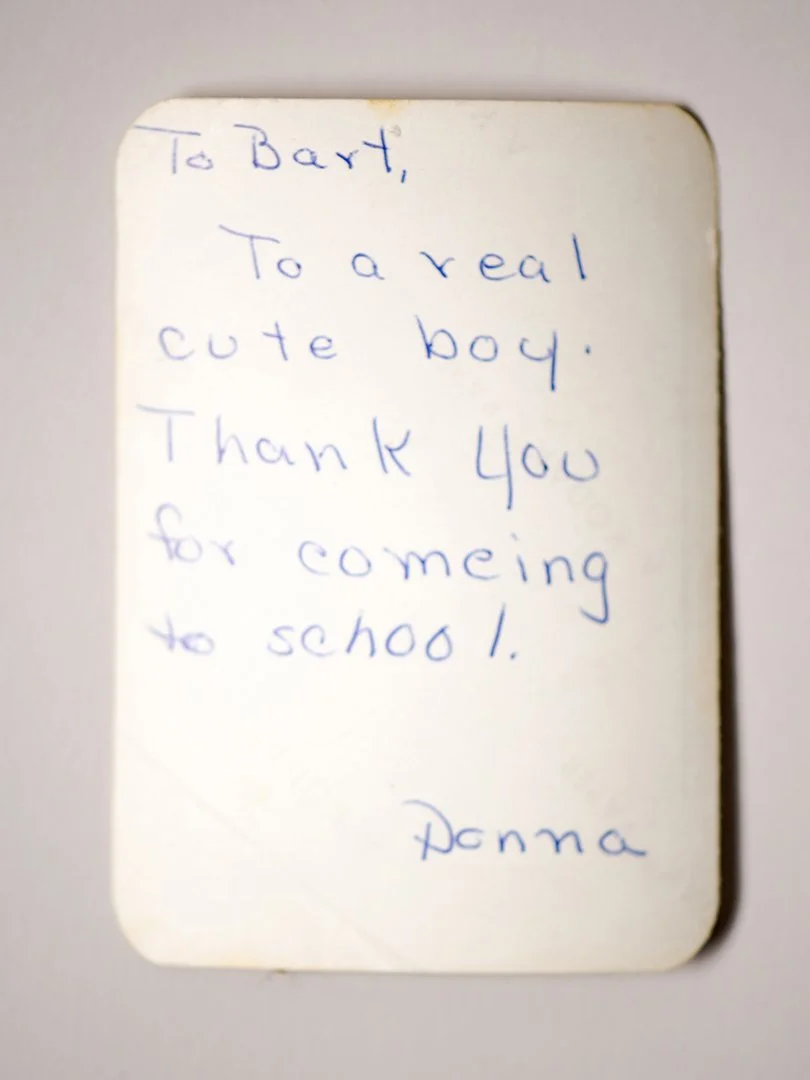 To Bart,
To a real
cute boy.
Thank you
for comeing
to school.
Donna